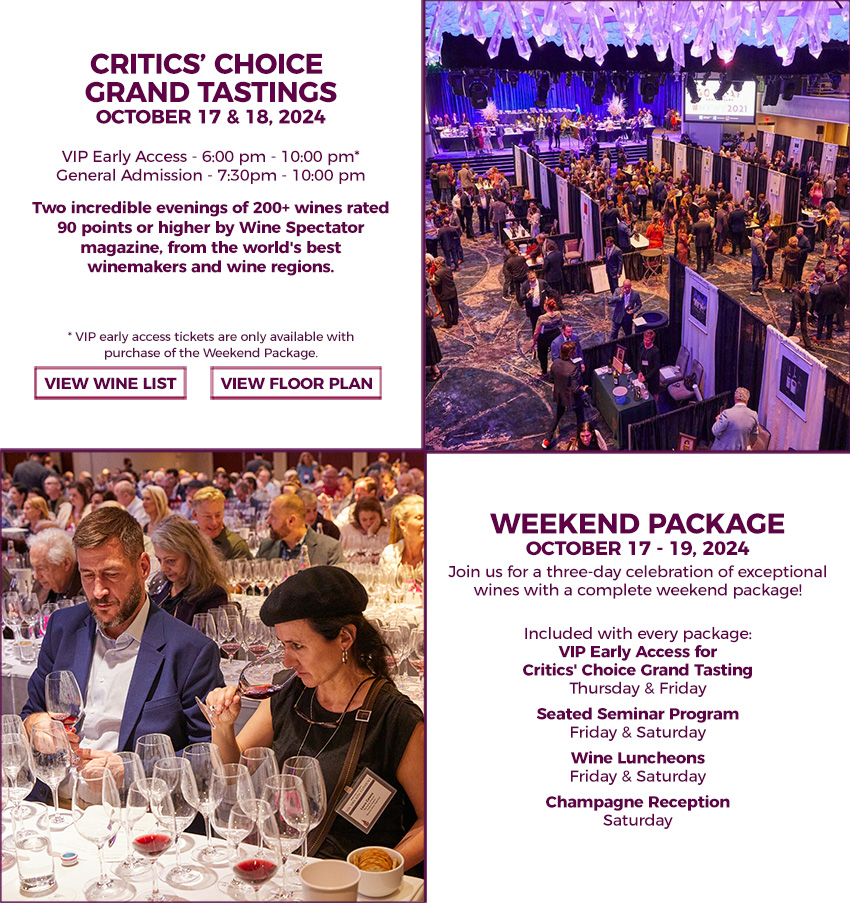 CRITICS’ CHOICE
GRAND TASTINGS
OCTOBER 17 & 18, 2024
VIP Early Access - 6:00 pm - 10:00 pm*
General Admission - 7:30pm - 10:00 pm
Two incredible evenings of 200+ wines rated
90 points or higher by Wine Spectator
magazine, from the world's best
winemakers and wine regions.
* VIP early access tickets are only available with
purchase of the Weekend Package.
VIEW WINE LIST
VIEW FLOOR PLAN
2021
WEEKEND PACKAGE
OCTOBER 17 - 19, 2024
Join us for a three-day celebration of exceptional
wines with a complete weekend package!
Included with every package:
VIP Early Access for
Critics' Choice Grand Tasting
Thursday & Friday
Seated Seminar Program
Friday & Saturday
Wine Luncheons
Friday & Saturday
Champagne Reception
Saturday